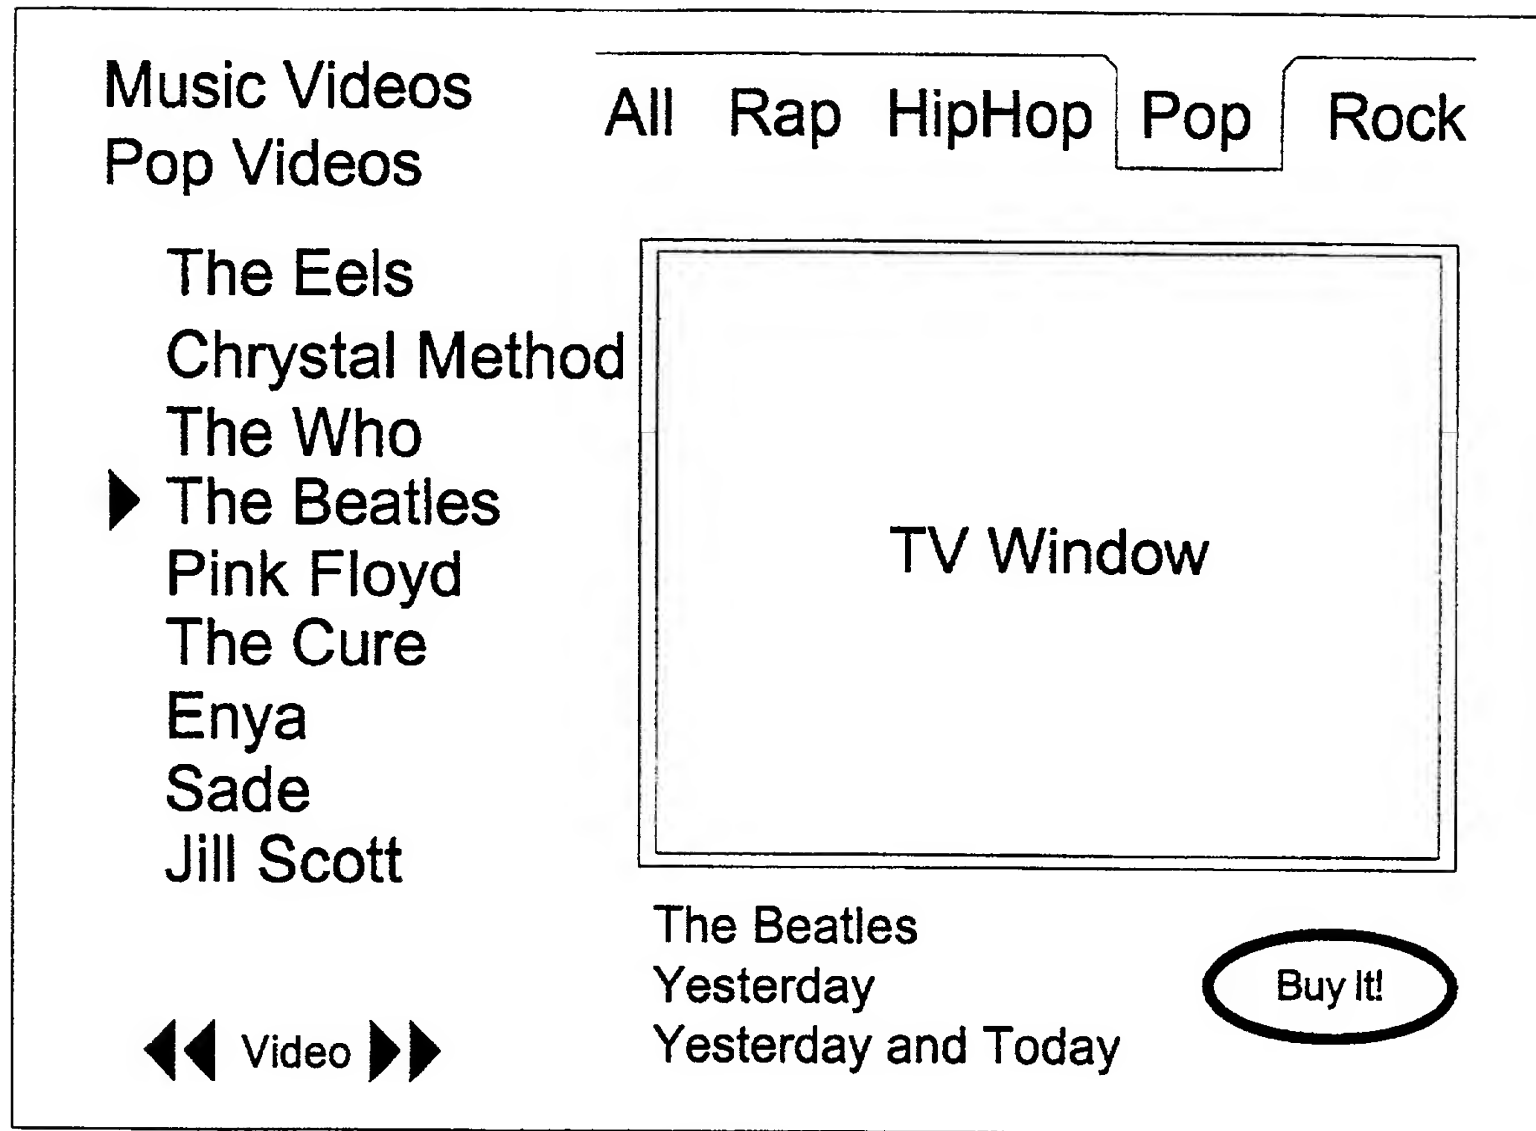 Music Videos
Pop Videos
All Rap HipHop Pop Rock
The Eels
Chrystal Method
The Who
The Beatles
Pink Floyd
The Cure
Enya
Sade
Jill Scott
Video
TV Window
The Beatles
Yesterday
Yesterday and Today
Buy It!